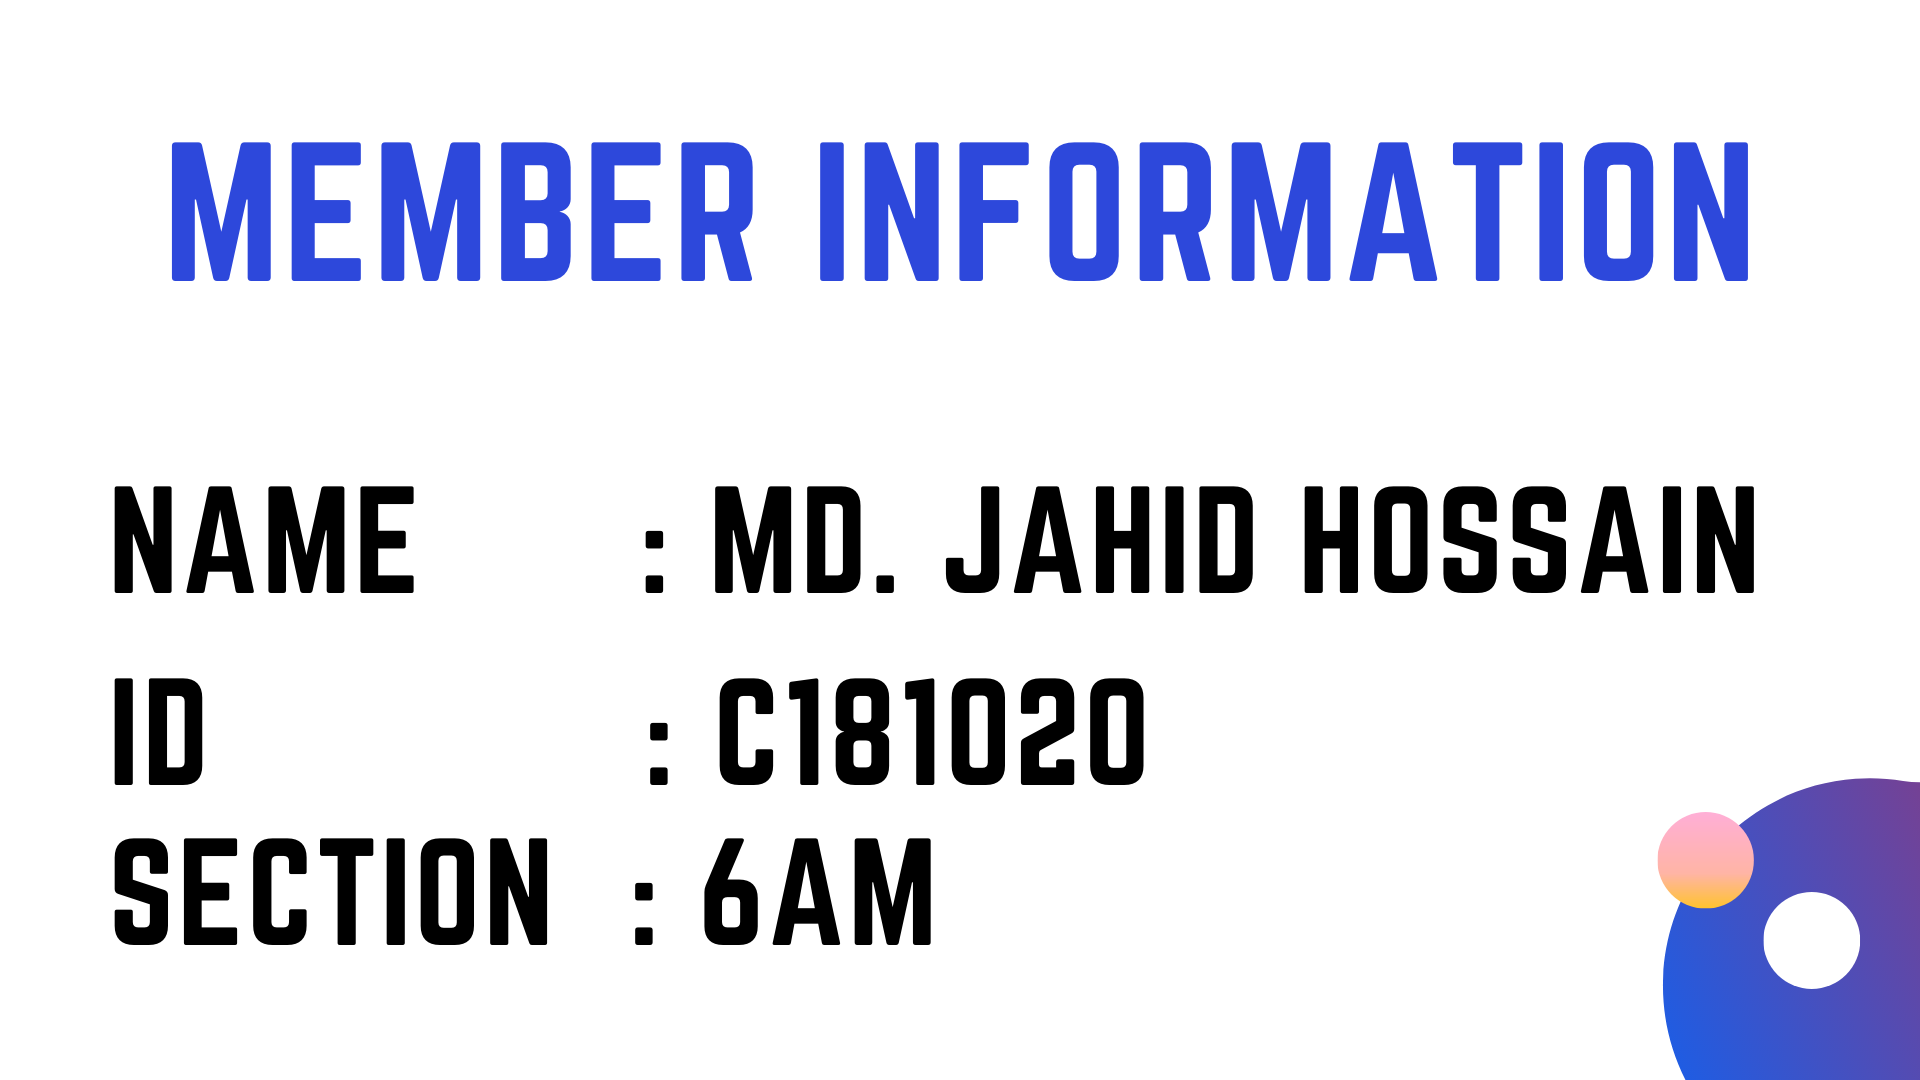 MEMBER INFORMATION
NAME : MD. JAHID HOSSAIN
ID : C181020
SECTION : 6AM